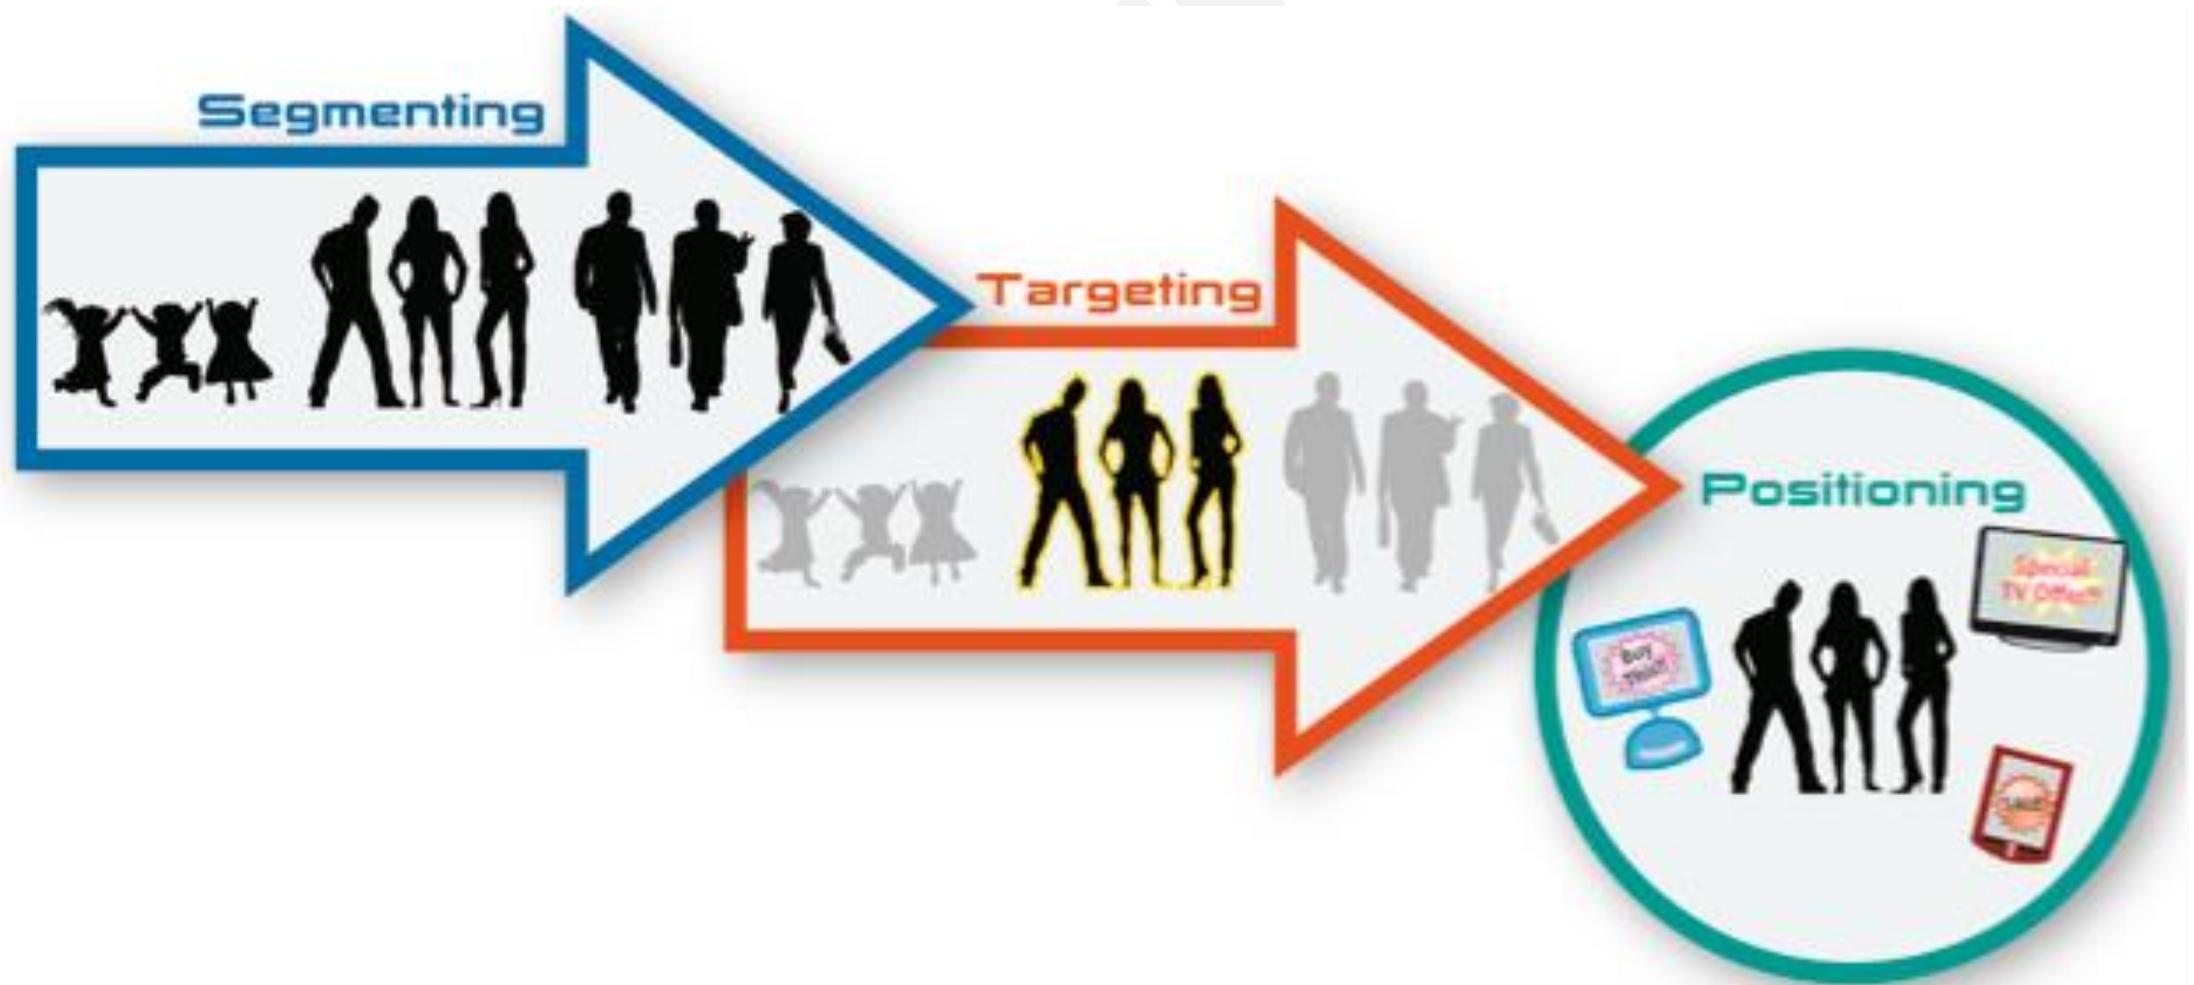 Segmenting
Targeting
Positioning
Special
TV Offer!!
Buy
This!!